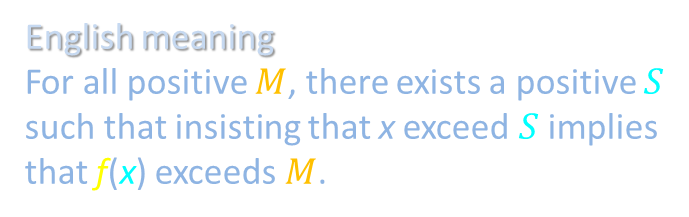 English meaning
For all positive M, there exists a positive S
such that insisting that x exceed S implies
that f(x) exceeds M.